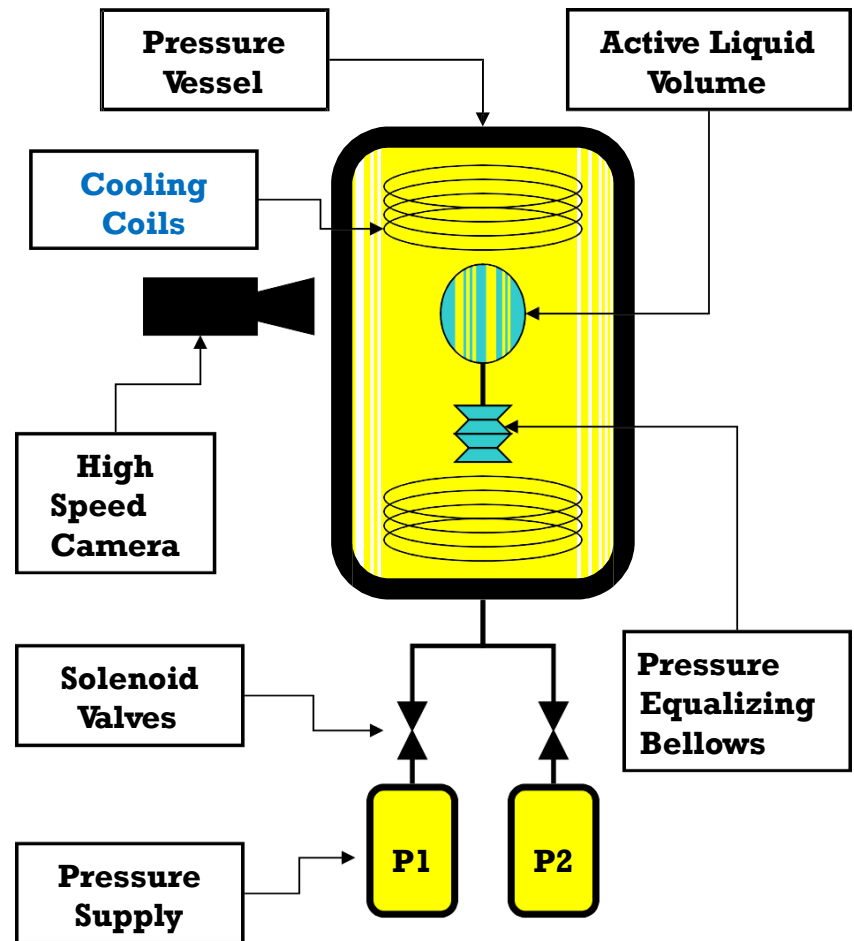 Pressure
Vessel
Active Liquid
Volume
Cooling
Coils
High
Speed
Camera
Pressure
Equalizing
Bellows
Solenoid
Valves
Pressure
Supply
P1
P2